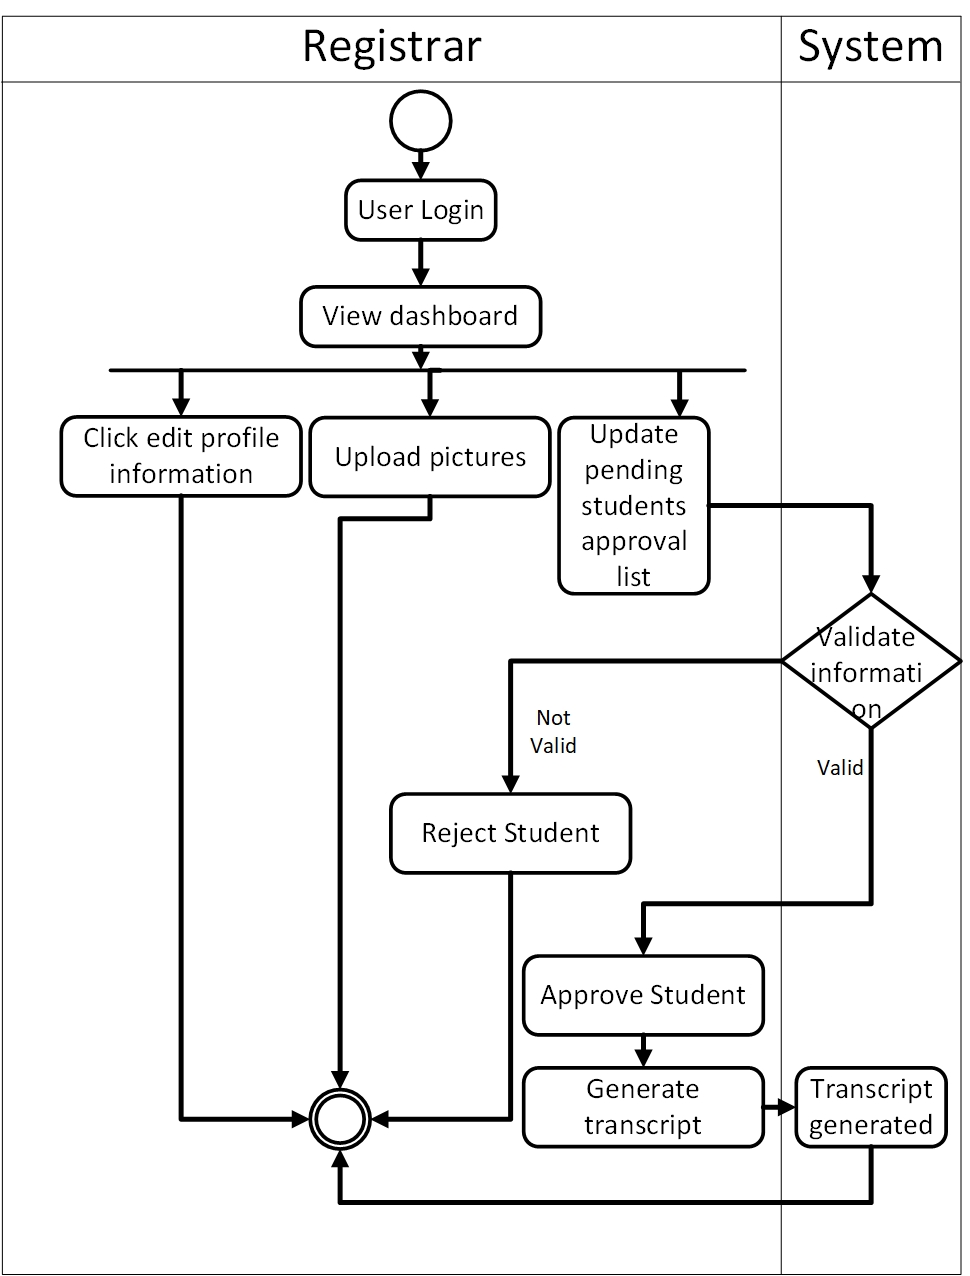 Registrar
System
User Login
View dashboard
Click edit profile
information
Upload pictures
Update
pending
students
approval
list
Validate
informati
on
Not
Valid
Valid
Reject Student
Approve Student
Generate
transcript
Transcript
generated